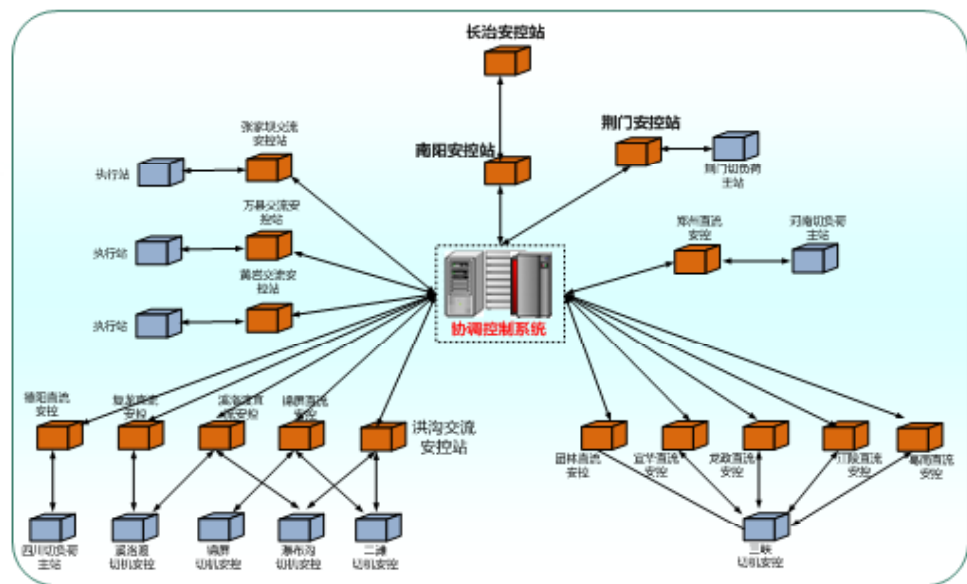 长治安控站
张家坝交流
安控站
荆门安控站
南阳安控站
执行站
荆门切负荷
主站
万县交流安
控站
郑州直流
安控
河南切负荷
主站
执行站
黄岩交流安
控站
执行站
协调控制系统
德阳直流
安控
复龙直流
安控
溪洛渡直
流安控
锦屏直流
安控
洪沟交流
安控站
团林直流
安控
宜华直流
安控
龙政直流
安控
江陵直流
安控
葛南直流
安控
四川切负荷
主站
溪洛渡
切机安控
锦屏
切机安控
瀑布沟
切机安控
二滩
切机安控
三峡
切机安控